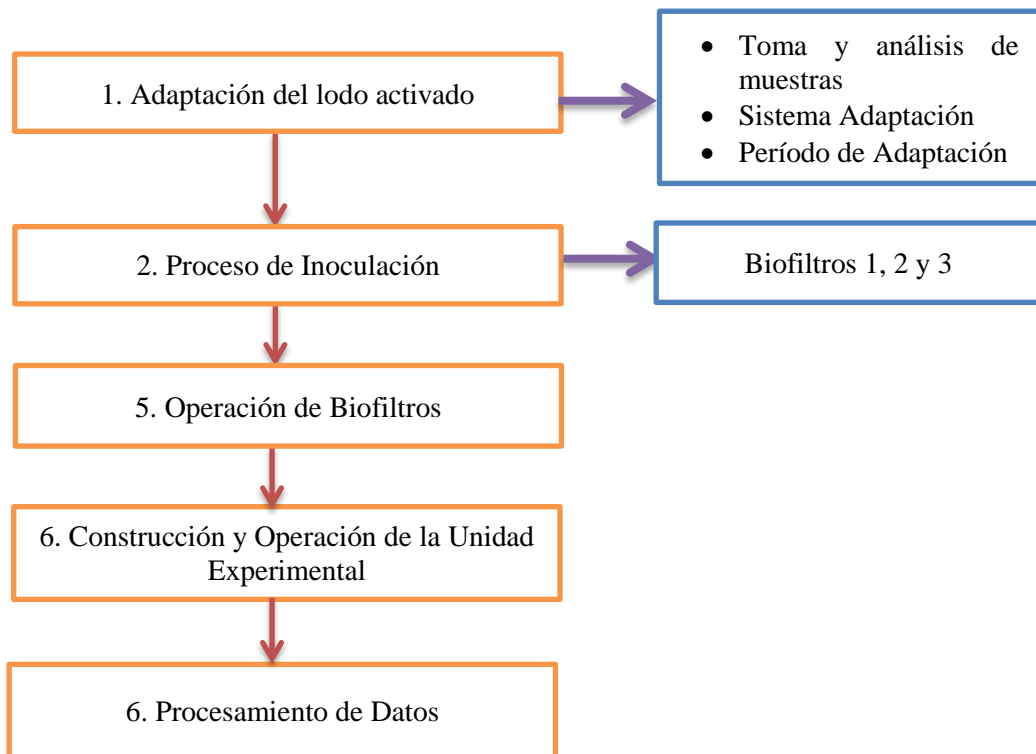 1. Adaptación del lodo activado
• Toma y análisis de
muestras
• Sistema Adaptación
• Período de Adaptación
2. Proceso de Inoculación
Biofiltros 1, 2 y 3
5. Operación de Biofiltros
6. Construcción y Operación de la Unidad
Experimental
6. Procesamiento de Datos